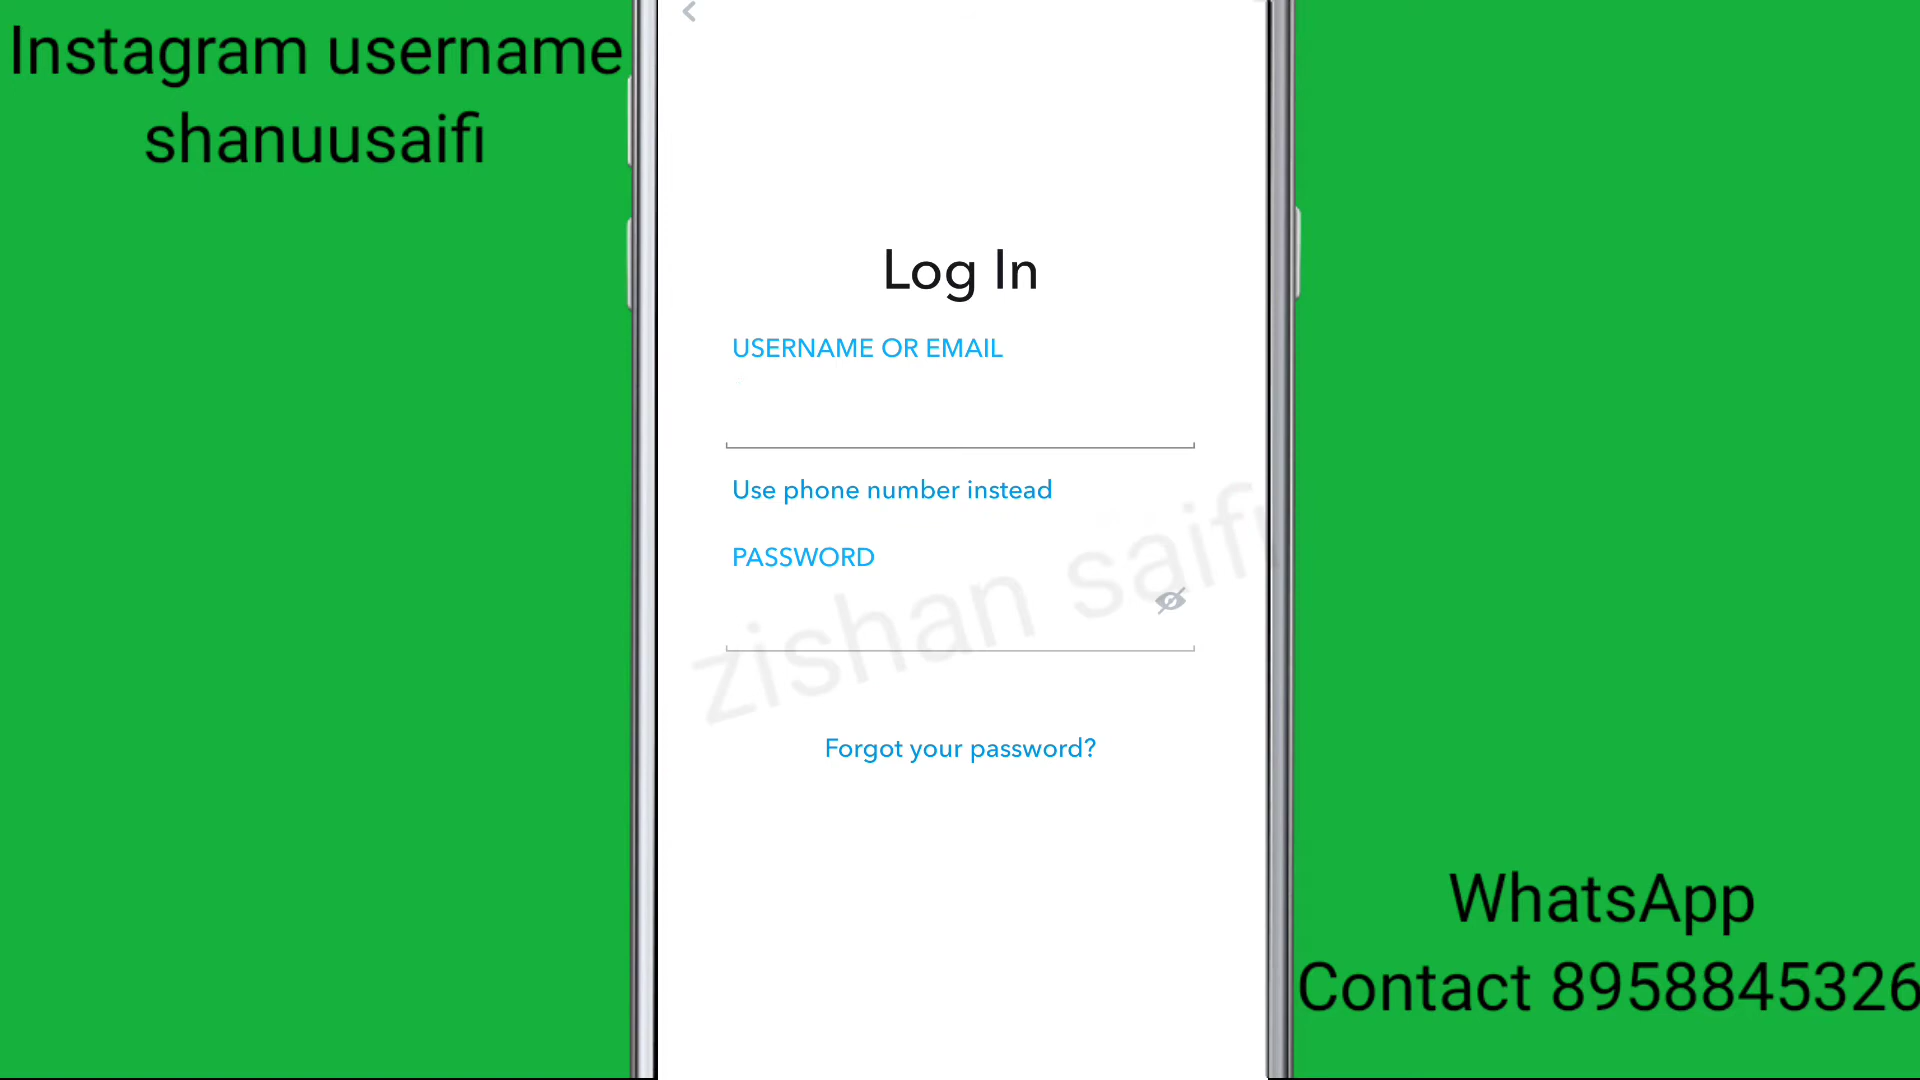 Instagram username
shanuusaifi
Log In
USERNAME OR EMAIL
Use phone number instead
PASSWORD
zishan saifi
Forgot your password?
WhatsApp
Contact 8958845326